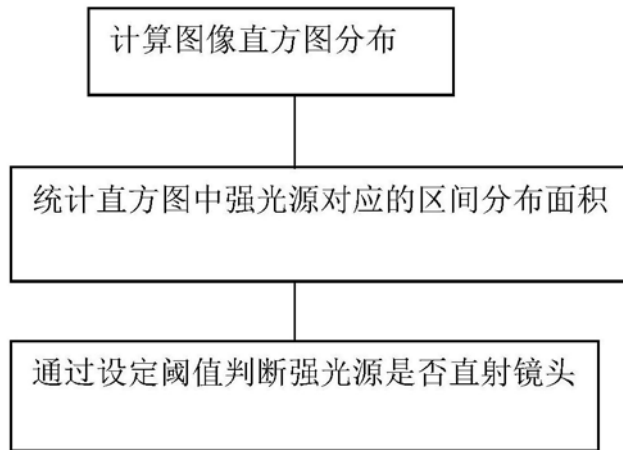 计算图像直方图分布
统计直方图中强光源对应的区间分布面积
通过设定阈值判断强光源是否直射镜头